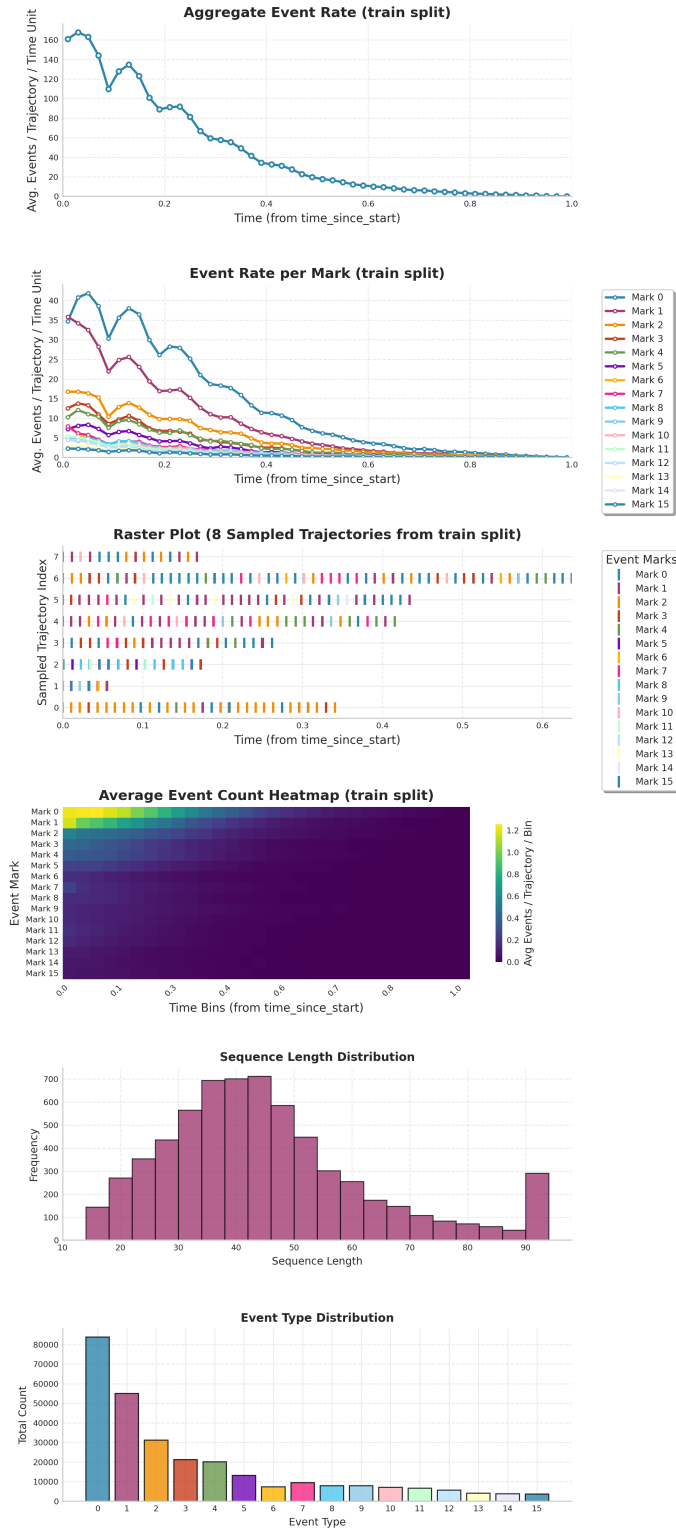 Aggregate Event Rate (train split)
Avg. Events / Trajectory / Time Unit
160
140
120
100
80
60
40
20
0
0.0 0.2 0.4 0.6 0.8 1.0
Time (from time_since_start)
Event Rate per Mark (train split)
Avg. Events / Trajectory / Time Unit
40
35
30
25
20
15
10
5
0
0.0 0.2 0.4 0.6 0.8 1.0
Time (from time_since_start)
Mark 0
Mark 1
Mark 2
Mark 3
Mark 4
Mark 5
Mark 6
Mark 7
Mark 8
Mark 9
Mark 10
Mark 11
Mark 12
Mark 13
Mark 14
Mark 15
Raster Plot (8 Sampled Trajectories from train split)
Sampled Trajectory Index
7
6
5
4
3
2
1
0
0.0 0.1 0.2 0.3 0.4 0.5 0.6
Time (from time_since_start)
Event Marks
Mark 0
Mark 1
Mark 2
Mark 3
Mark 4
Mark 5
Mark 6
Mark 7
Mark 8
Mark 9
Mark 10
Mark 11
Mark 12
Mark 13
Mark 14
Mark 15
Average Event Count Heatmap (train split)
Event Mark
Mark 0
Mark 1
Mark 2
Mark 3
Mark 4
Mark 5
Mark 6
Mark 7
Mark 8
Mark 9
Mark 10
Mark 11
Mark 12
Mark 13
Mark 14
Mark 15
0.0 0.1 0.3 0.4 0.6 0.7 0.8 1.0
Time Bins (from time_since_start)
1.2
1.0
0.8
0.6
0.4
0.2
0.0
Avg Events / Trajectory / Bin
Sequence Length Distribution
Frequency
700
600
500
400
300
200
100
0
10 20 30 40 50 60 70 80 90
Sequence Length
Event Type Distribution
Total Count
80000
70000
60000
50000
40000
30000
20000
10000
0
0 1 2 3 4 5 6 7 8 9 10 11 12 13 14 15
Event Type